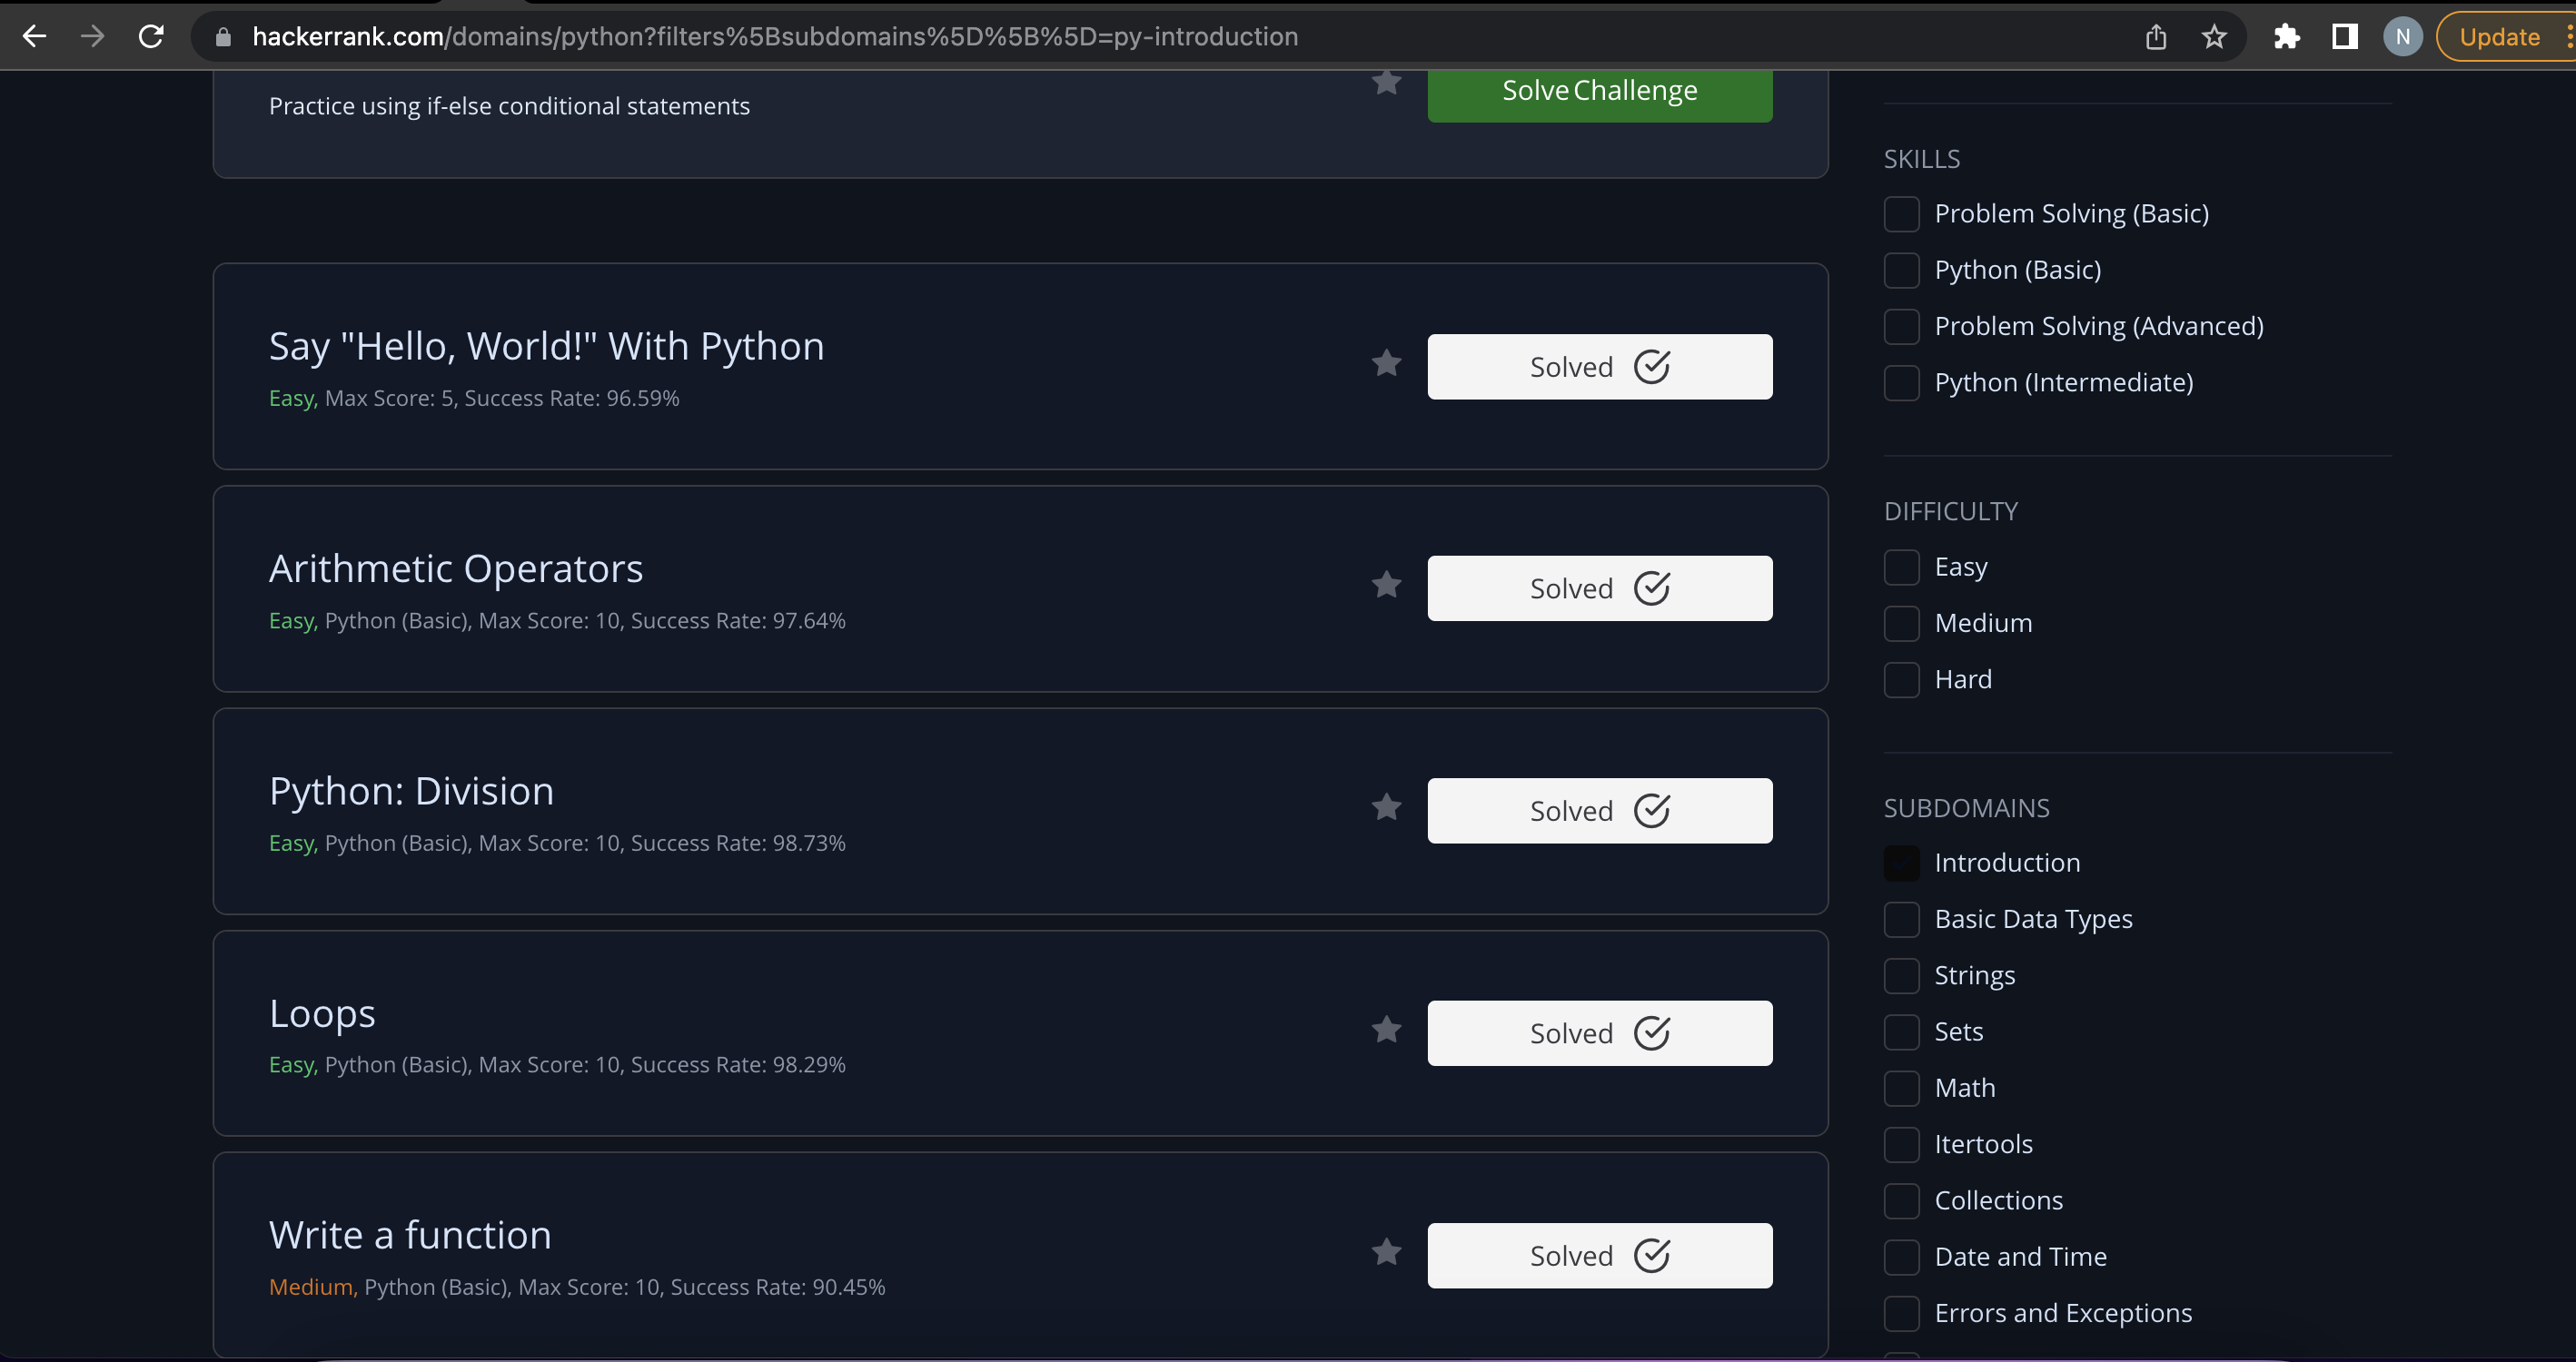 hackerrank.com/domains/python?filters%5Bsubdomains%5D%5B%5D=py-introduction
N
Update
Practice using if-else conditional statements
Solve Challenge
Say "Hello, World!" With Python
Easy, Max Score: 5, Success Rate: 96.59%
Solved
Arithmetic Operators
Easy, Python (Basic), Max Score: 10, Success Rate: 97.64%
Solved
Python: Division
Easy, Python (Basic), Max Score: 10, Success Rate: 98.73%
Solved
Loops
Easy, Python (Basic), Max Score: 10, Success Rate: 98.29%
Solved
Write a function
Medium, Python (Basic), Max Score: 10, Success Rate: 90.45%
Solved
SKILLS
Problem Solving (Basic)
Python (Basic)
Problem Solving (Advanced)
Python (Intermediate)
DIFFICULTY
Easy
Medium
Hard
SUBDOMAINS
Introduction
Basic Data Types
Strings
Sets
Math
Itertools
Collections
Date and Time
Errors and Exceptions